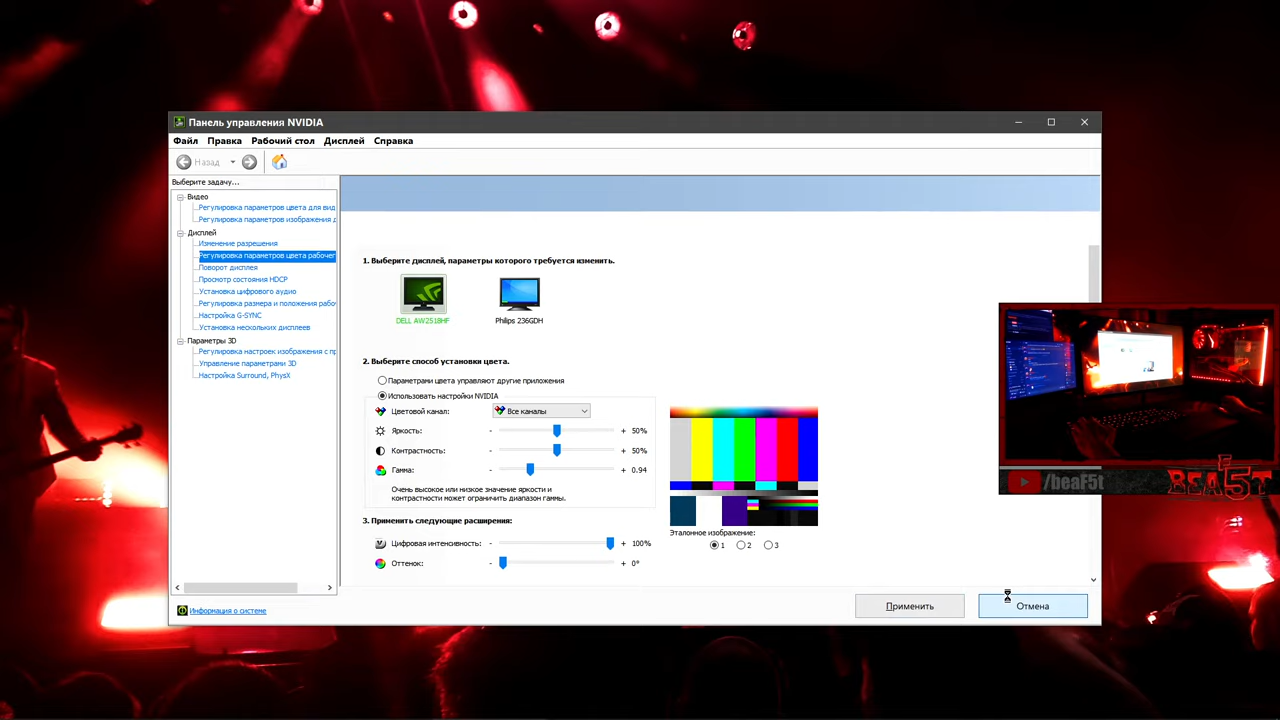 Панель управления NVIDIA
Файл Правка Рабочий стол Дисплей Справка
Назад
Выберите задачу...
Видео
Регулировка параметров цвета для вид
Регулировка параметров изображения д
Дисплей
Изменение разрешения
Регулировка параметров цвета рабочег
Поворот дисплея
Просмотр состояния HDCP
Установка цифрового аудио
Регулировка размера и положения рабо
Настройка G-SYNC
Установка нескольких дисплеев
Параметры 3D
Регулировка настроек изображения с пр
Управление параметрами 3D
Настройка Surround, PhysX
Информация о системе
1. Выберите дисплей, параметры которого требуется изменить.
DELL AW2518HF Philips 236GDH
2. Выберите способ установки цвета.
Параметрами цвета управляют другие приложения
Использовать настройки NVIDIA
Цветовой канал: Все каналы
Яркость: - + 50%
Контрастность: - + 50%
Гамма: - + 0.94
Очень высокое или низкое значение яркости и
контрастности может ограничить диапазон гаммы.
3. Применить следующие расширения:
Цифровая интенсивность: - + 100%
Оттенок: - + 0°
Эталонное изображение:
1 2 3
Применить Отмена
/beaF5t
BEAF5T